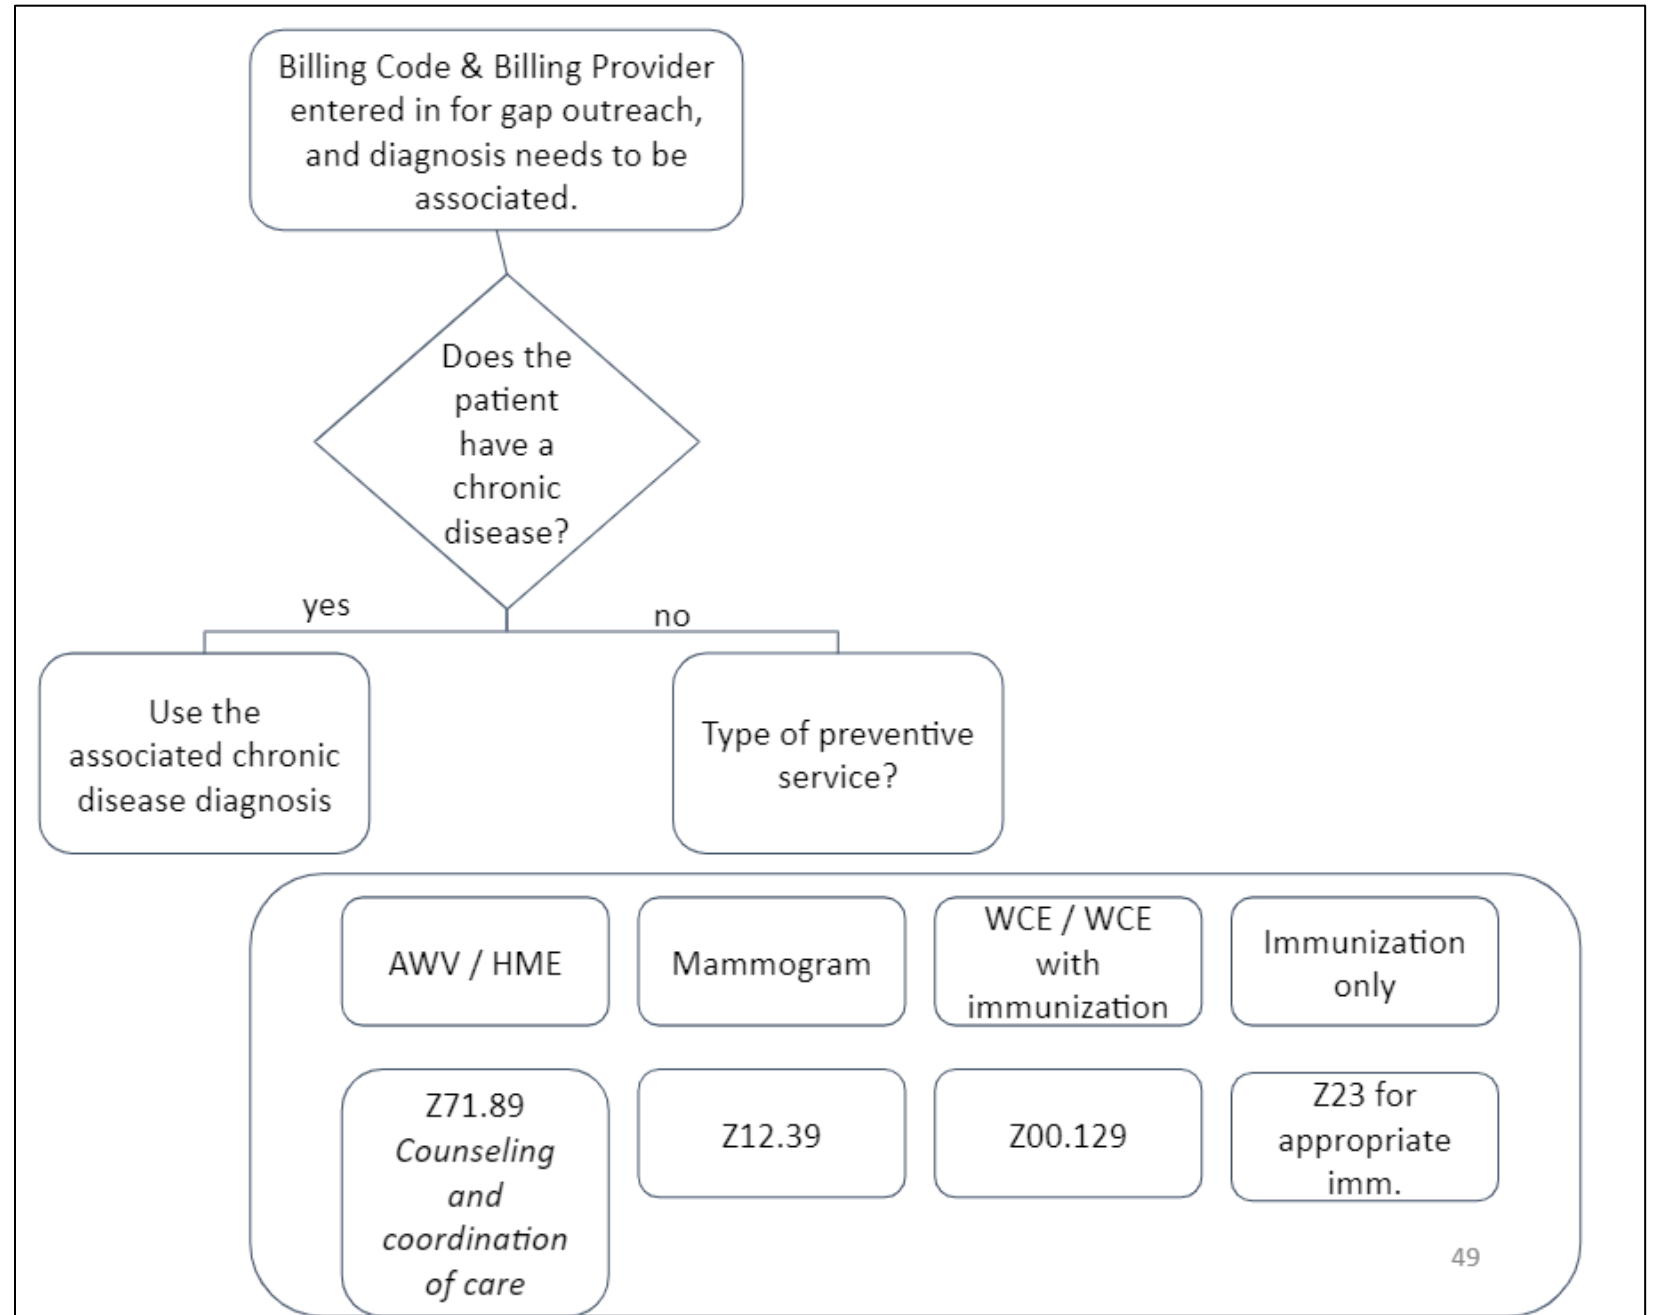 Billing Code & Billing Provider
entered in for gap outreach,
and diagnosis needs to be
associated.
Does the
patient
have a
chronic
disease?
yes
no
Use the
associated chronic
disease diagnosis
Type of preventive
service?
AWV / HME
Mammogram
WCE / WCE
with
immunization
Immunization
only
Z71.89
Counseling
and
coordination
of care
Z12.39
Z00.129
Z23 for
appropriate
imm.
49